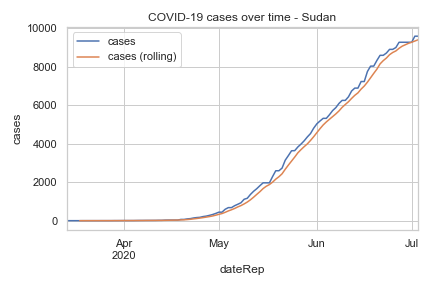 COVID-19 cases over time - Sudan
cases
cases (rolling)
10000
8000
6000
4000
2000
0
cases
Apr
2020
May
Jun
Jul
dateRep